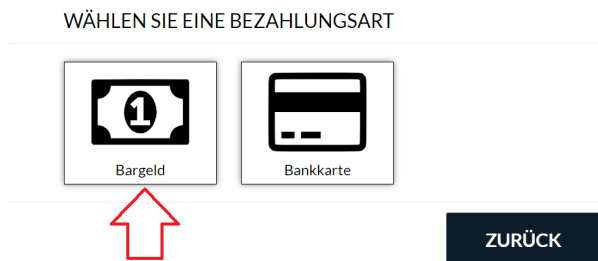 WÄHLEN SIE EINE BEZAHLUNGSART
1
Bargeld
Bankkarte
ZURÜCK